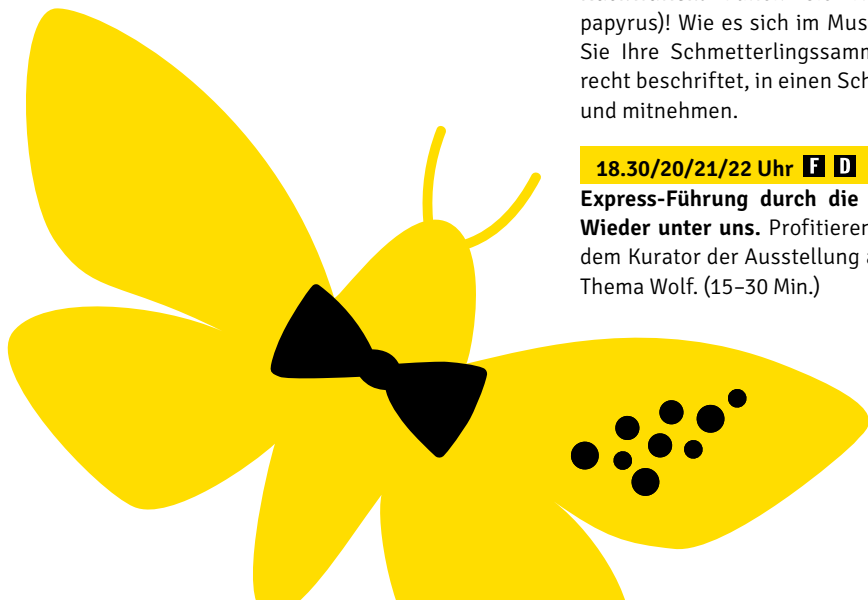 papyrus)! Wie es sich im Mus
Sie Ihre Schmetterlingssamm
recht beschriftet, in einen Sch
und mitnehmen.
18.30/20/21/22 Uhr F D
Express-Führung durch die
Wieder unter uns. Profitieren
dem Kurator der Ausstellung a
Thema Wolf. (15–30 Min.)